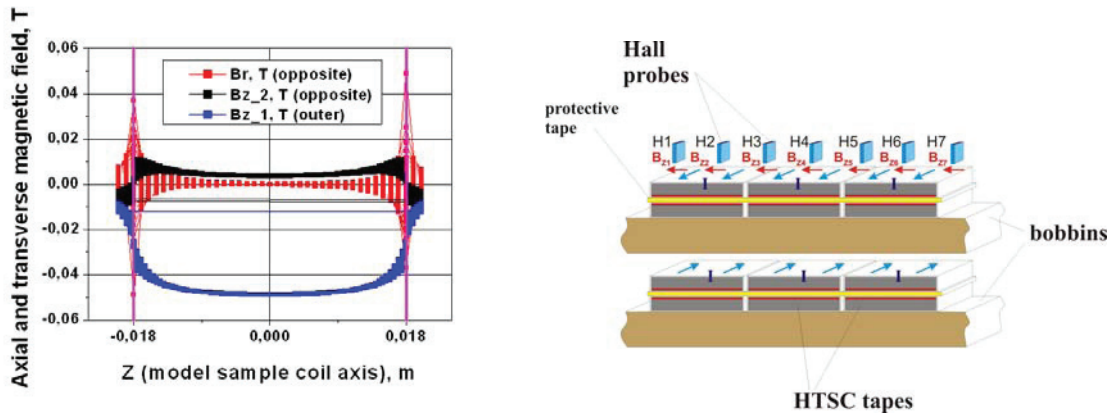 Axial and transverse magnetic field, T
0,06
0,04
0,02
0,00
-0,02
-0,04
-0,06
Br, T (opposite)
Bz_2, T (opposite)
Bz_1, T (outer)
-0,018
0,000
0,018
Z (model sample coil axis), m
Hall
probes
protective
tape
H1 H2 H3 H4 H5 H6 H7
BZ1 BZ2 BZ3 BZ4 BZ5 BZ6 BZ7
I I I
bobbins
I I I
HTSC tapes